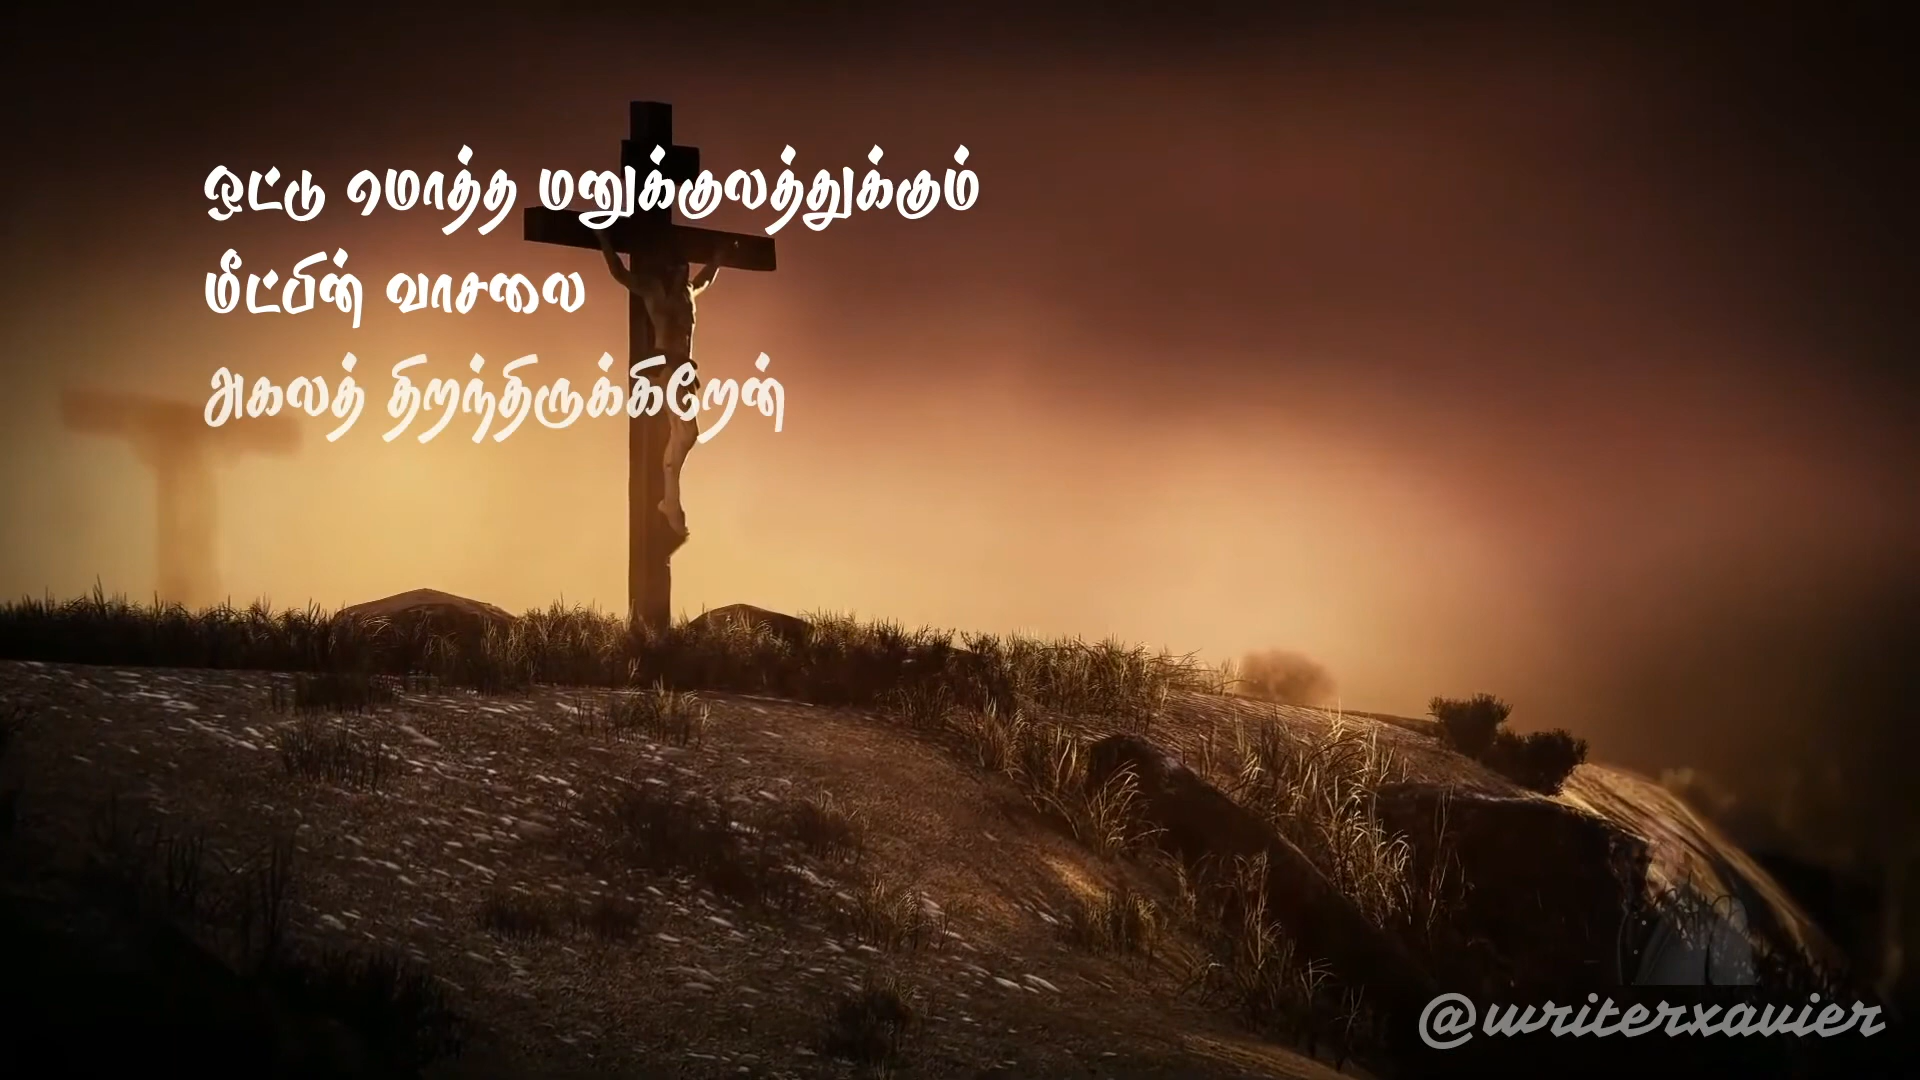 ஒட்டு மொத்த மனுக்குலத்துக்கும்
மீட்பின் வாசலை
அகலத் திறந்திருக்கிறேன்
@writerxavier